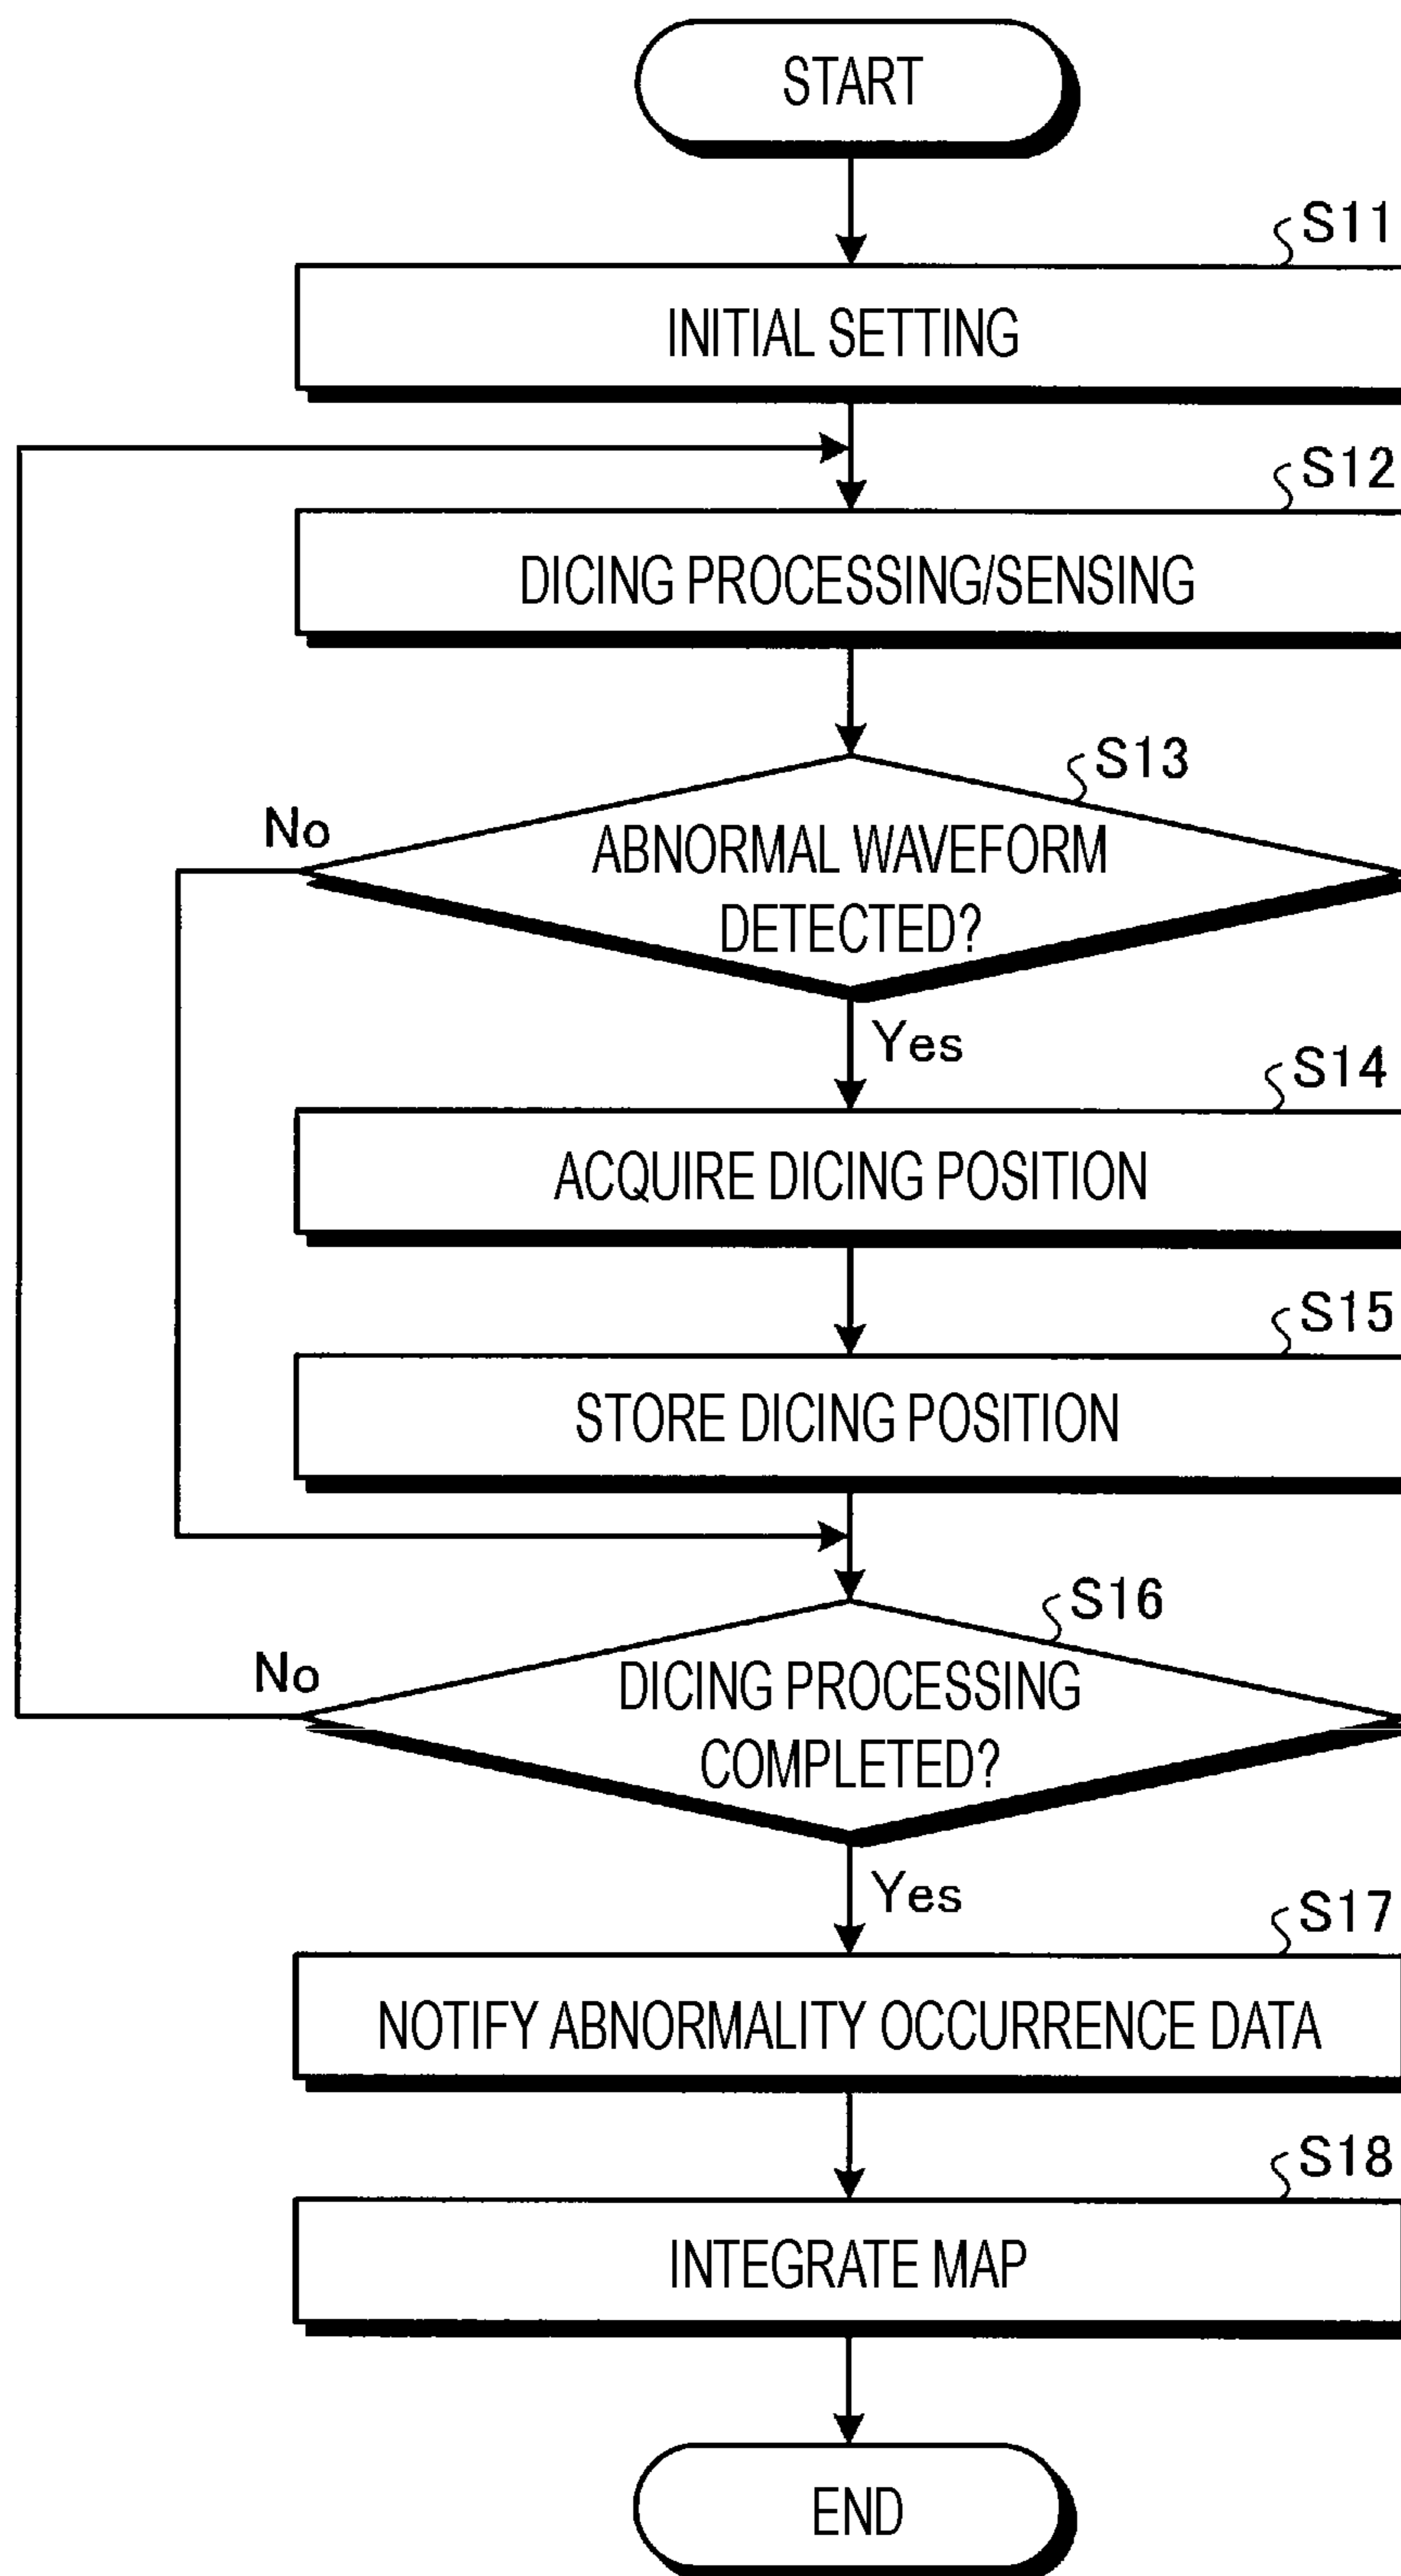 START
S11
INITIAL SETTING
S12
DICING PROCESSING/SENSING
S13
No
ABNORMAL WAVEFORM
DETECTED?
Yes
S14
ACQUIRE DICING POSITION
S15
STORE DICING POSITION
S16
No
DICING PROCESSING
COMPLETED?
Yes
S17
NOTIFY ABNORMALITY OCCURRENCE DATA
S18
INTEGRATE MAP
END